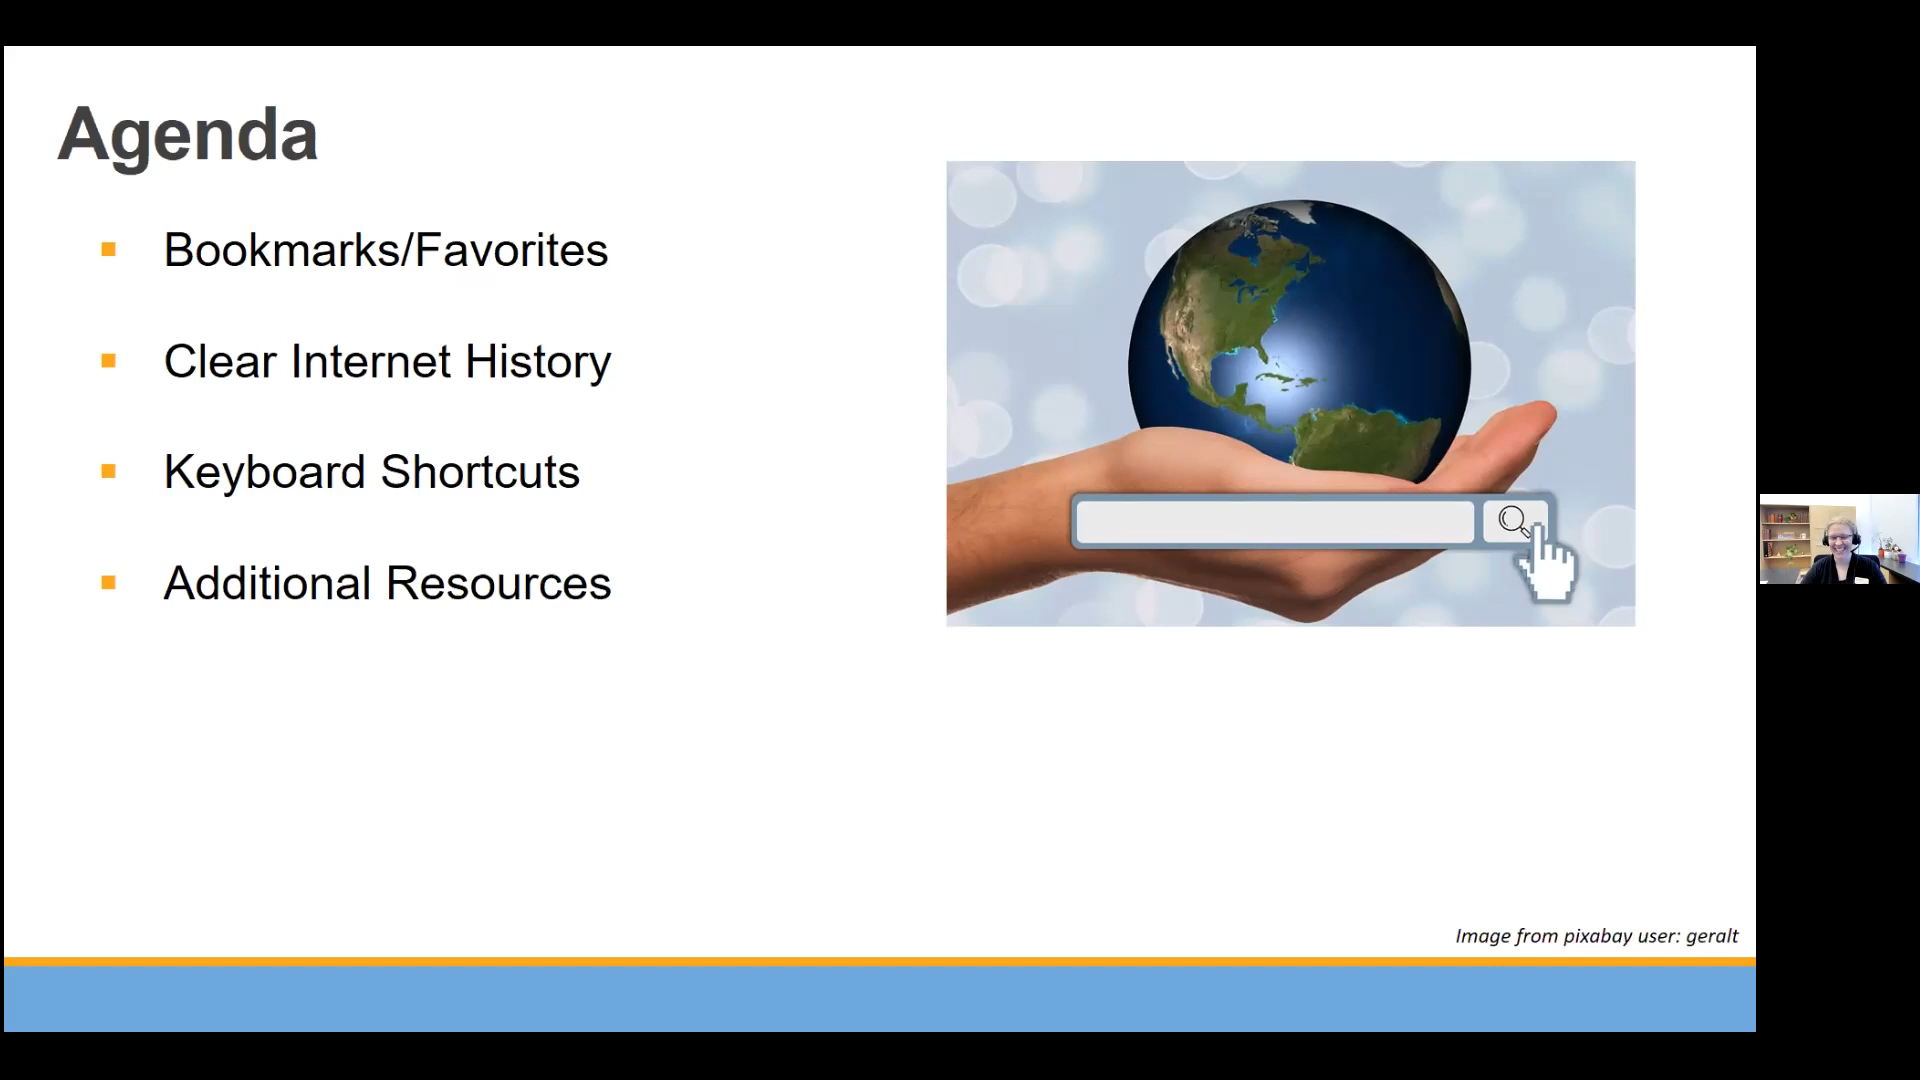 Agenda
Bookmarks/Favorites
Clear Internet History
Keyboard Shortcuts
Additional Resources
Image from pixabay user: geralt